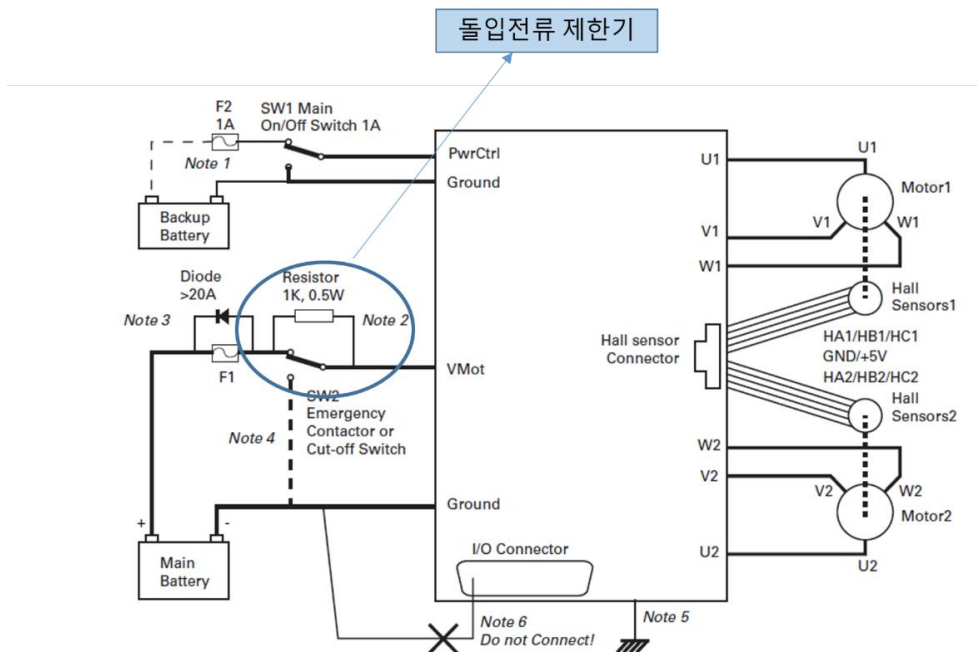 돌입전류 제한기
F2
1A
SW1 Main
On/Off Switch 1A
Note 1
PwrCtrl
Ground
Backup
Battery
U1
U1
Motor1
V1
V1
W1
W1
Diode
>20A
Resistor
1K, 0.5W
Note 3
Note 2
F1
VMot
SW2
Emergency
Contactor or
Cut-off Switch
Note 4
Hall sensor
Connector
Hall
Sensors1
HA1/HB1/HC1
GND/+5V
HA2/HB2/HC2
Hall
Sensors2
W2
V2
V2
W2
Motor2
U2
U2
Ground
+
-
Main
Battery
I/O Connector
Note 5
Note 6
Do not Connect!